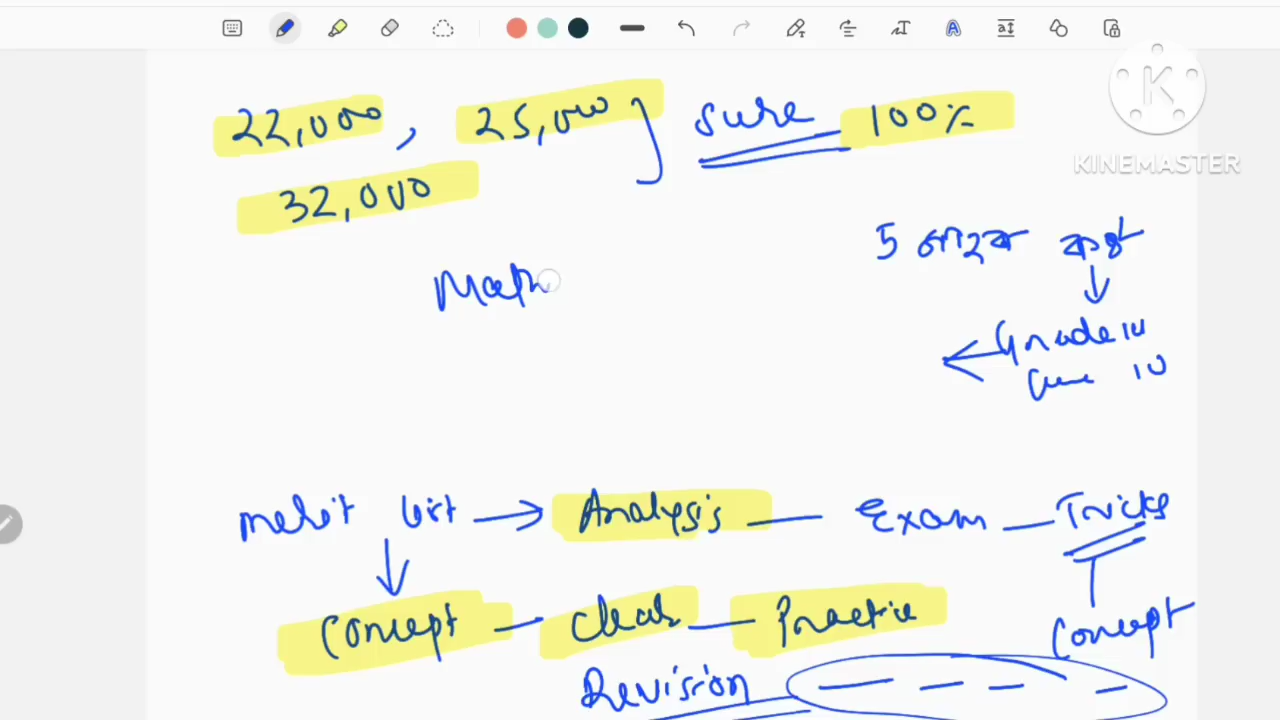 22,000, 25,000 } sure 100%
KINEMASTER
32,000
5
Math
Grade 10
10
merit list → Analysis — Exam — Tricks
Concept — Clear — Practice
Concept
Revision